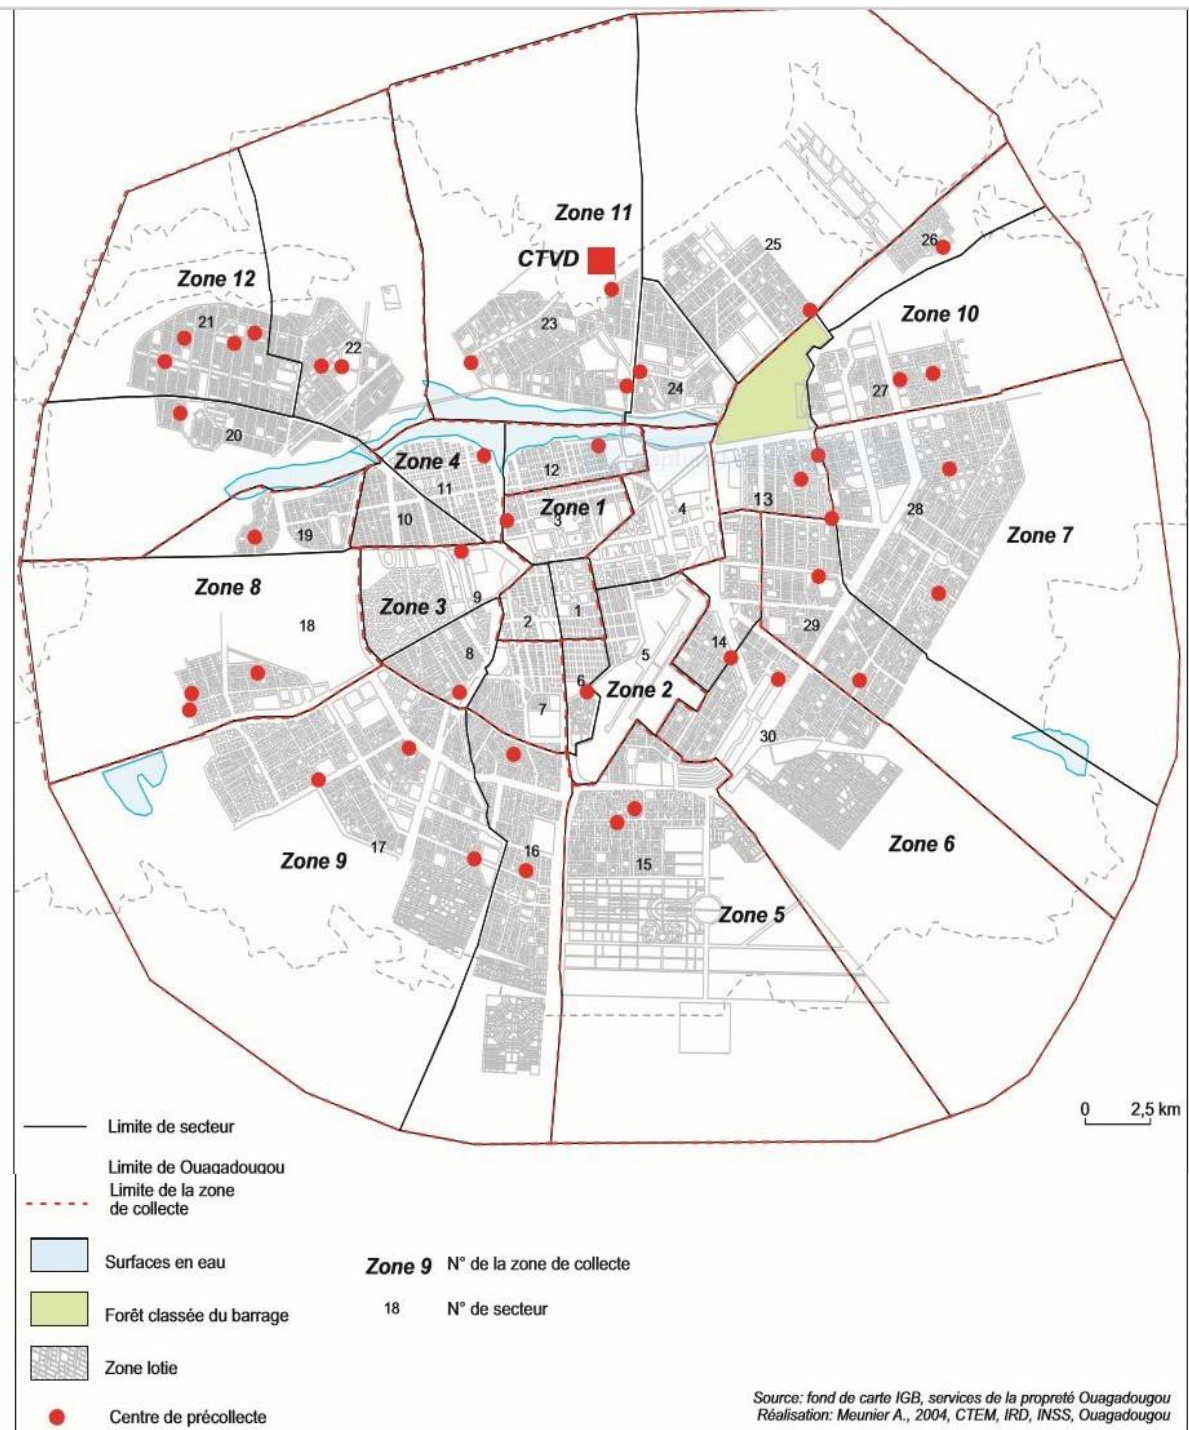 Zone 11
CTVD
25
26
Zone 12
21
22
23
24
Zone 10
27
20
Zone 4
11
12
10
19
Zone 1
3
4
13
28
Zone 7
Zone 8
18
Zone 3
9
2
1
8
14
29
5
6
Zone 2
7
30
17
Zone 9
16
15
Zone 6
Zone 5
0 2,5 km
Limite de secteur
Limite de Ouagadougou
Limite de la zone
de collecte
Surfaces en eau
Zone 9 N° de la zone de collecte
Forêt classée du barrage
18 N° de secteur
Zone lotie
Centre de précollecte
Source: fond de carte IGB, services de la propreté Ouagadougou
Réalisation: Meunier A., 2004, CTEM, IRD, INSS, Ouagadougou